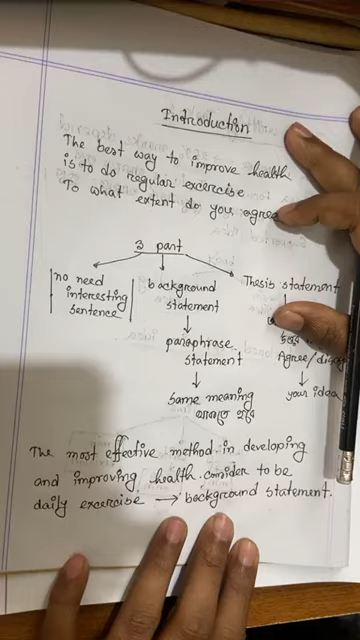 Introduction
The best way to improve health
is to do regular excercise
To what extent do you agree
3 part
no need
interesting
sentence
background
statement
Thesis statement
paraphrase
statement
Agree/
same meaning
your idea
The most effective method in developing
and improving health consider to be
daily excercise → background statement.